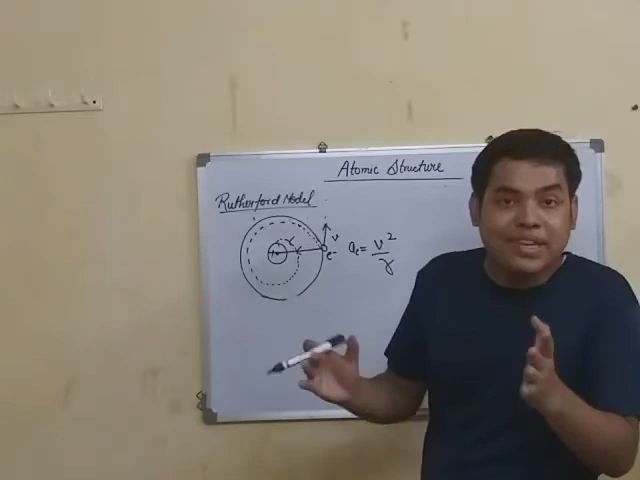 Atomic Structure
Rutherford Model
r
v
e-
ac = v²/r